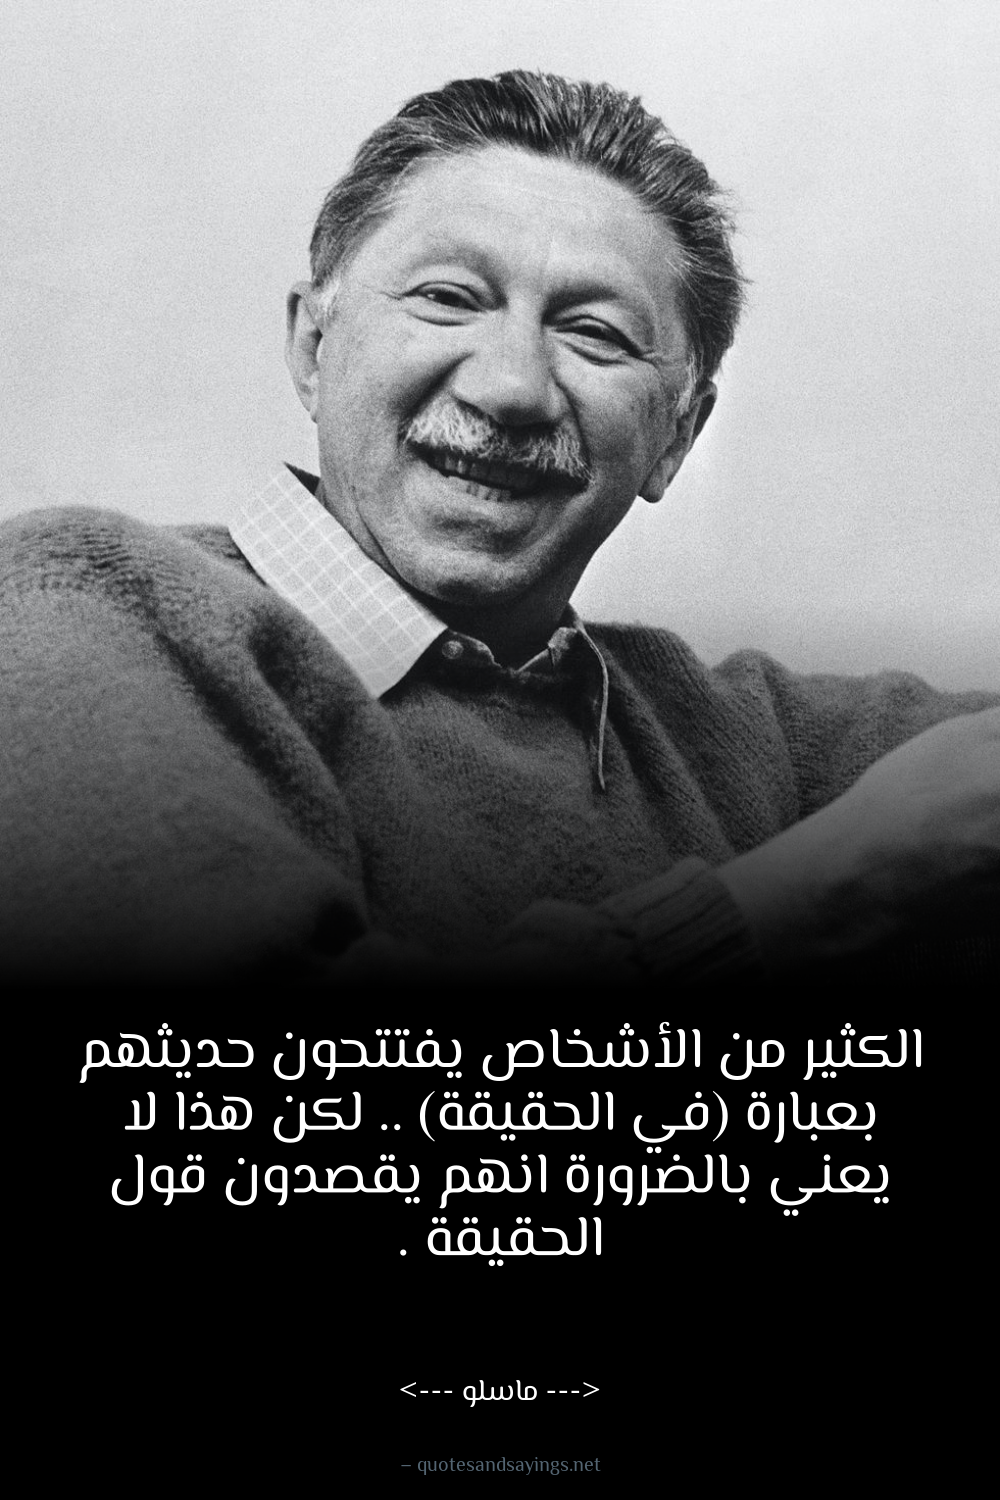 الكثير من الأشخاص يفتتحون حديثهم
بعبارة (في الحقيقة) .. لكن هذا لا
يعني بالضرورة انهم يقصدون قول
الحقيقة .
<--- ماسلو --->
– quotesandsayings.net